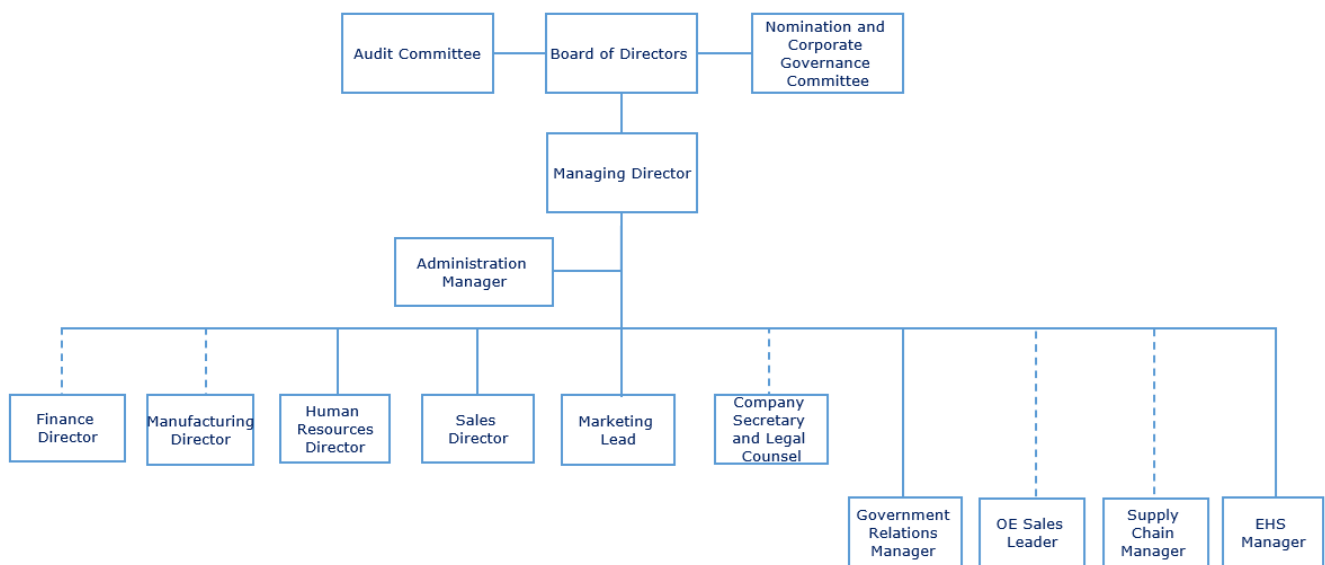 Audit Committee
Board of Directors
Nomination and
Corporate
Governance
Committee
Managing Director
Administration
Manager
Finance
Director
Manufacturing
Director
Human
Resources
Director
Sales
Director
Marketing
Lead
Company
Secretary
and Legal
Counsel
Government
Relations
Manager
OE Sales
Leader
Supply
Chain
Manager
EHS
Manager